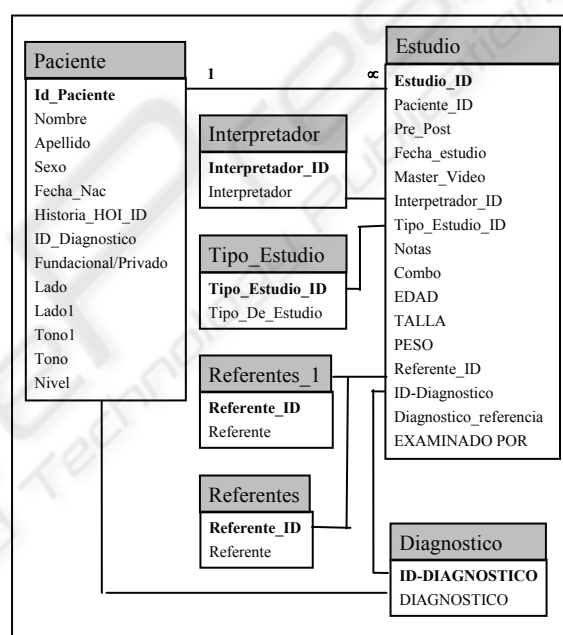 Paciente
Id_Paciente
Nombre
Apellido
Sexo
Fecha_Nac
Historia_HOI_ID
ID_Diagnostico
Fundacional/Privado
Lado
Lado1
Tono1
Tono
Nivel
1
∝
Interpretador
Interpretador_ID
Interpretador
Tipo_Estudio
Tipo_Estudio_ID
Tipo_De_Estudio
Referentes_1
Referente_ID
Referente
Referentes
Referente_ID
Referente
Estudio
Estudio_ID
Paciente_ID
Pre_Post
Fecha_estudio
Master_Video
Interpetrador_ID
Tipo_Estudio_ID
Notas
Combo
EDAD
TALLA
PESO
Referente_ID
ID-Diagnostico
Diagnostico_referencia
EXAMINADO POR
Diagnostico
ID-DIAGNOSTICO
DIAGNOSTICO